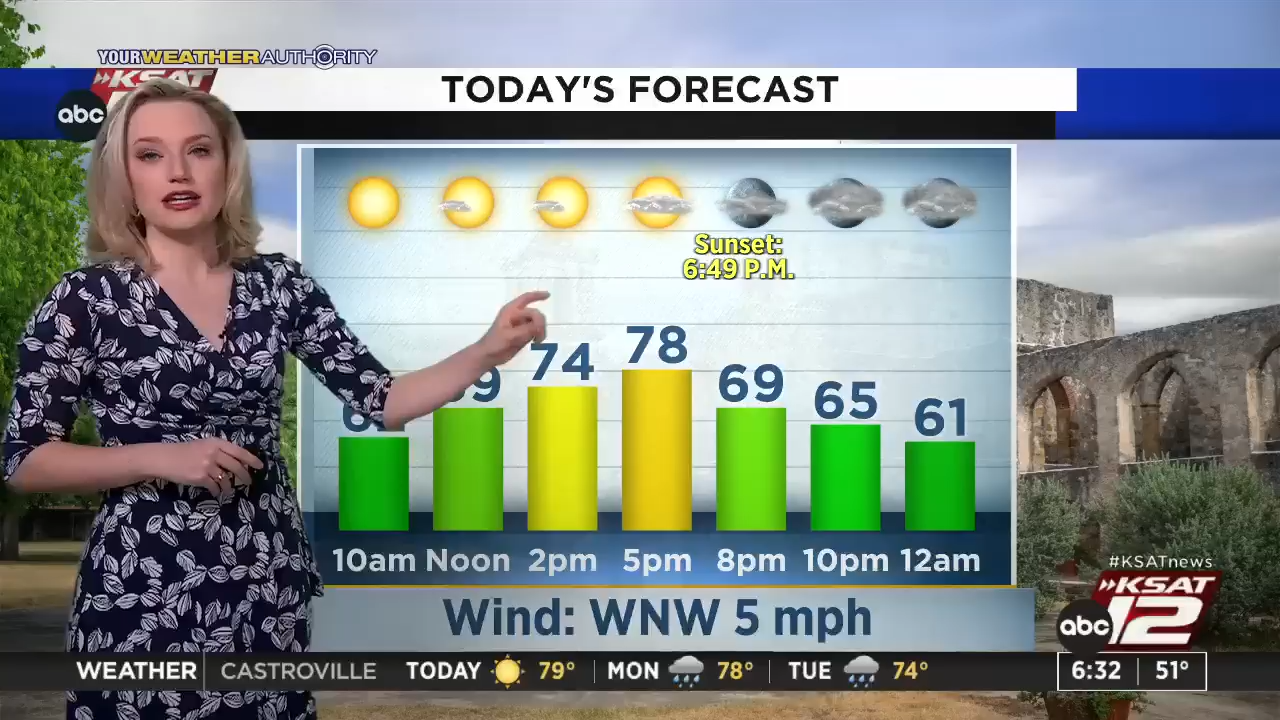 YOUR WEATHER AUTHORITY
KSAT
abc
TODAY'S FORECAST
Sunset:
6:49 P.M.
74 78 69 65 61
10am Noon 2pm 5pm 8pm 10pm 12am
Wind: WNW 5 mph
#KSATnews
KSAT
abc 12
WEATHER CASTROVILLE TODAY 79° MON 78° TUE 74° 6:32 51°